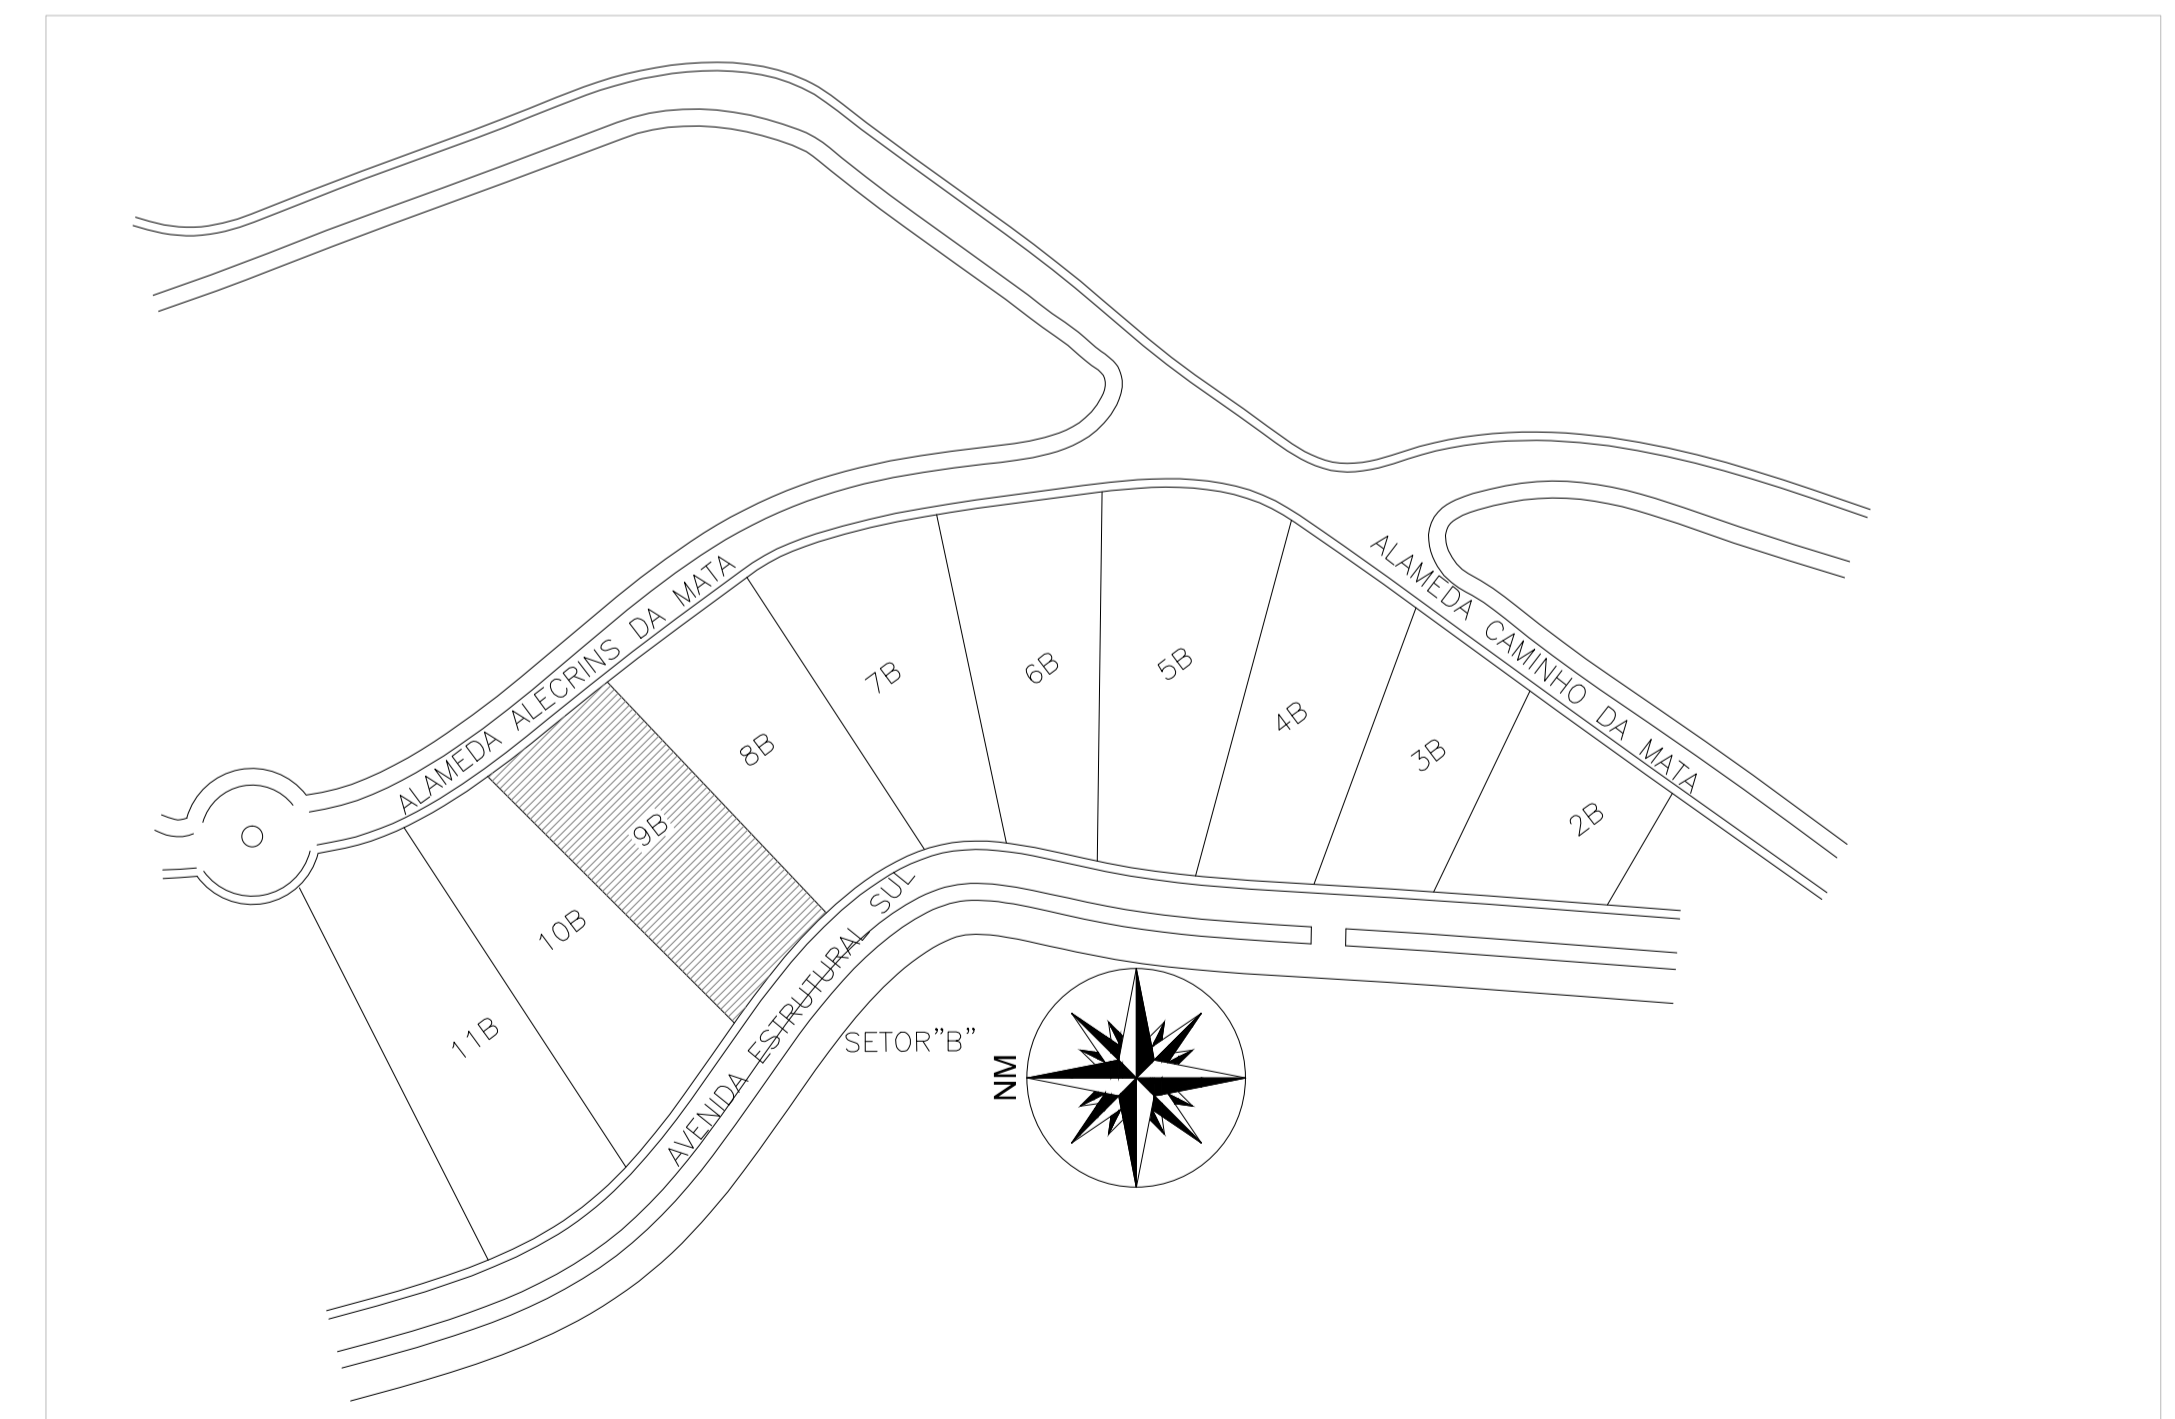 ALAMEDA ALECRINS DA MATA
ALAMEDA CAMINHO DA MATA
7B
6B
5B
4B
3B
8B
2B
9B
10B
11B
AVENIDA ESTRUTURAL SUL
SETOR"B"
NM